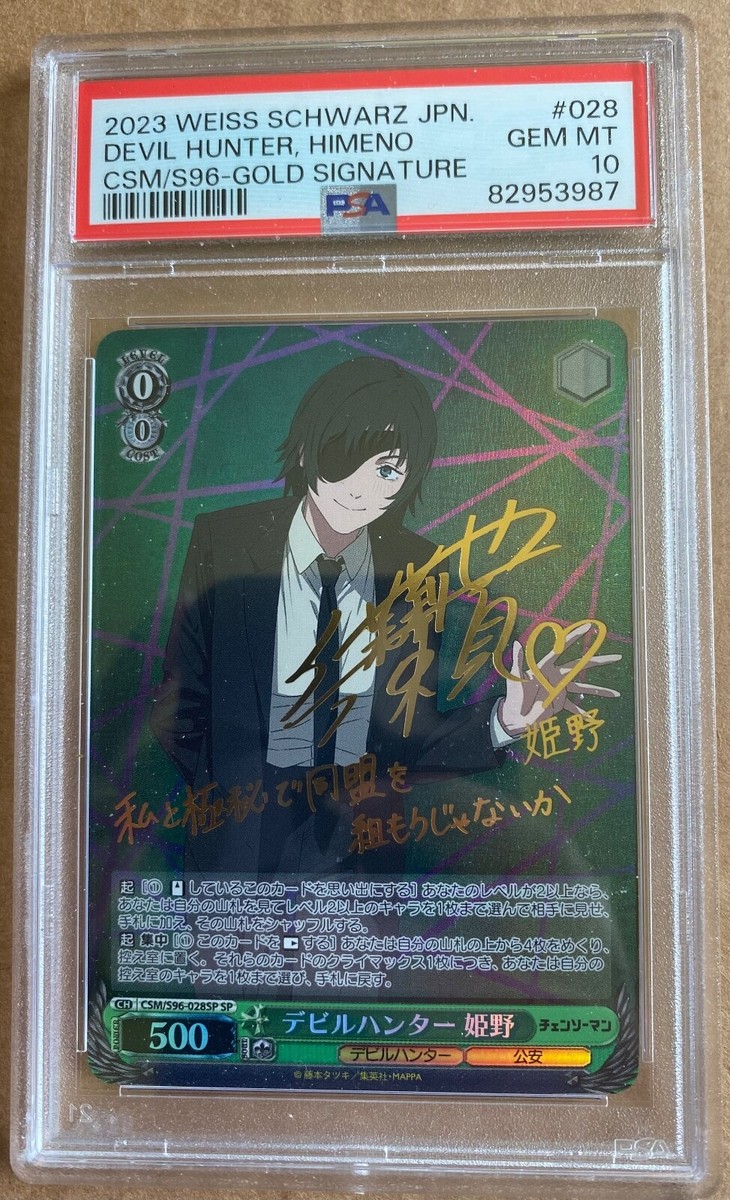 2023 WEISS SCHWARZ JPN. #028
DEVIL HUNTER, HIMENO GEM MT
CSM/S96-GOLD SIGNATURE 10
PSA 82953987
LEVEL
0
0
COST
姫野
私と極秘で同盟を
組もうじゃないか
起 [① しているこのカードを思い出にする] あなたのレベルが2以上なら、
あなたは自分の山札を見てレベル2以上のキャラを1枚まで選んで相手に見せ、
手札に加え、その山札をシャッフルする。
起 集中 [① このカードを する] あなたは自分の山札の上から4枚をめくり、
控え室に置く。それらのカードのクライマックス1枚につき、あなたは自分の
控え室のキャラを1枚まで選び、手札に戻す。
CH CSM/S96-028SP SP
500 デビルハンター 姫野 チェンソーマン
デビルハンター 公安
©藤本タツキ/集英社・MAPPA
PSA